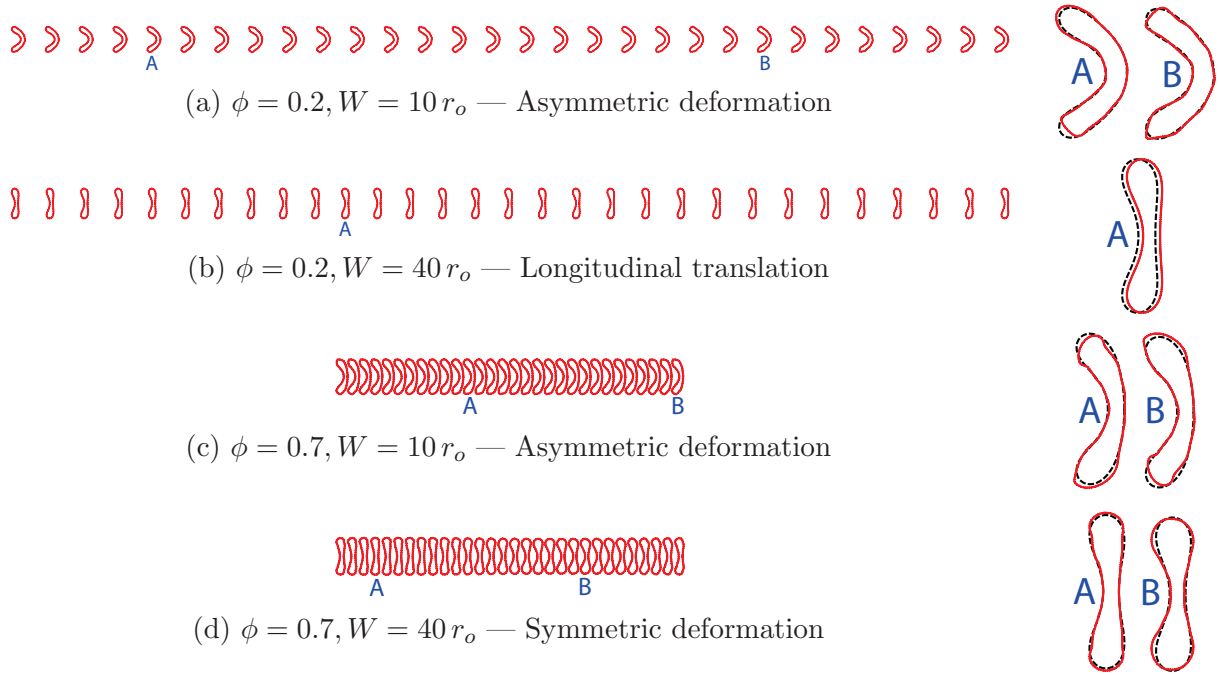 A B
A B
(a) ϕ = 0.2, W = 10 r_o — Asymmetric deformation
A
A
(b) ϕ = 0.2, W = 40 r_o — Longitudinal translation
A B
A B
(c) ϕ = 0.7, W = 10 r_o — Asymmetric deformation
A B
A B
(d) ϕ = 0.7, W = 40 r_o — Symmetric deformation